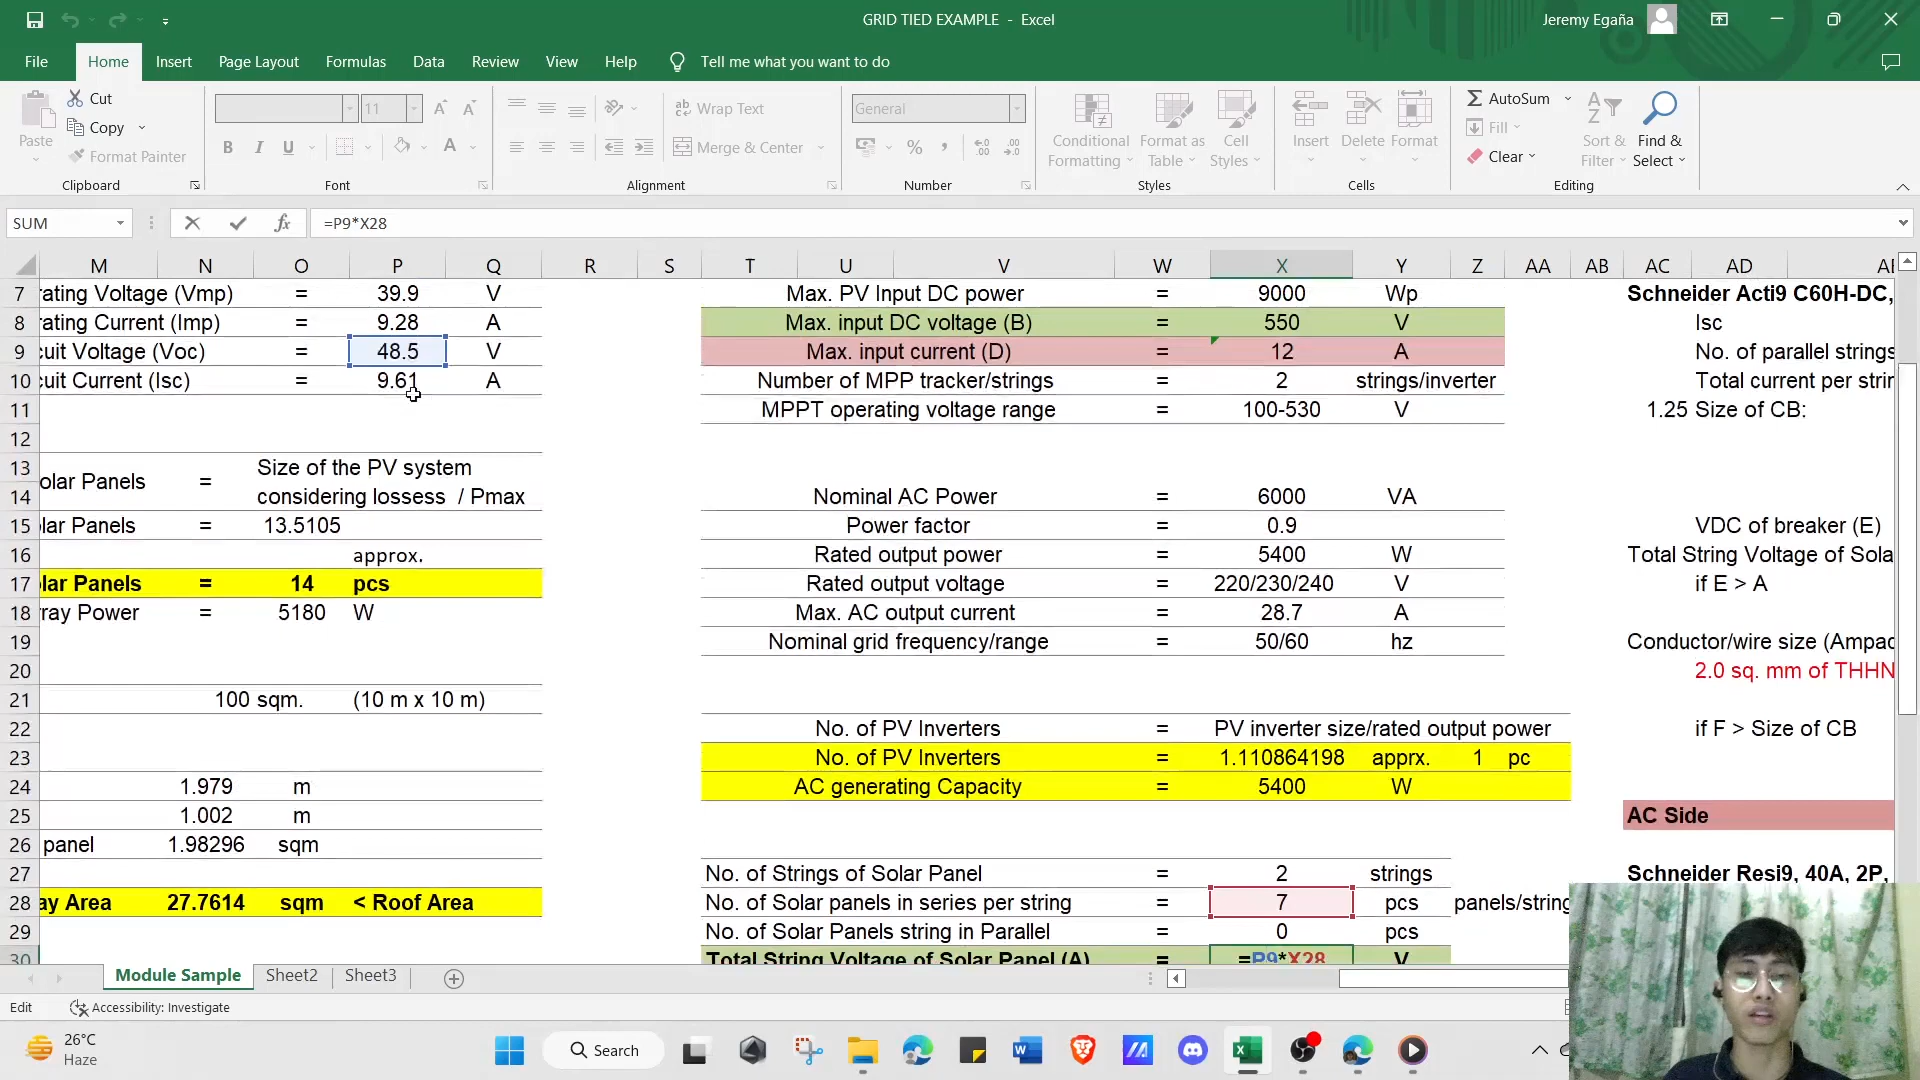 GRID TIED EXAMPLE - Excel
Jeremy Egaña
File Home Insert Page Layout Formulas Data Review View Help Tell me what you want to do
Paste
Cut
Copy
Format Painter
Clipboard
11
Font
Wrap Text
Merge & Center
Alignment
General
Number
Conditional Formatting
Format as Table
Cell Styles
Styles
Insert
Delete
Format
Cells
AutoSum
Fill
Clear
Sort & Filter
Find & Select
Editing
SUM
=P9*X28
M N O P Q R S T U V W X Y Z AA AB AC AD
7 rating Voltage (Vmp) = 39.9 V Max. PV Input DC power = 9000 Wp Schneider Acti9 C60H-DC,
8 rating Current (Imp) = 9.28 A Max. input DC voltage (B) = 550 V Isc
9 cuit Voltage (Voc) = 48.5 V Max. input current (D) = 12 A No. of parallel strings
10 cuit Current (Isc) = 9.61 A Number of MPP tracker/strings = 2 strings/inverter Total current per strin
11 MPPT operating voltage range = 100-530 V 1.25 Size of CB:
12
13 Size of the PV system
olar Panels =
14 considering lossess / Pmax Nominal AC Power = 6000 VA
15 lar Panels = 13.5105 Power factor = 0.9 VDC of breaker (E)
16 approx. Rated output power = 5400 W Total String Voltage of Sola
17 lar Panels = 14 pcs Rated output voltage = 220/230/240 V if E > A
18 rray Power = 5180 W Max. AC output current = 28.7 A
19 Nominal grid frequency/range = 50/60 hz Conductor/wire size (Ampac
20 2.0 sq. mm of THHN
21 100 sqm. (10 m x 10 m)
22 No. of PV Inverters = PV inverter size/rated output power if F > Size of CB
23 No. of PV Inverters = 1.110864198 apprx. 1 pc
24 1.979 m AC generating Capacity = 5400 W
25 1.002 m AC Side
26 panel 1.98296 sqm
27 No. of Strings of Solar Panel = 2 strings Schneider Resi9, 40A, 2P,
28 ay Area 27.7614 sqm < Roof Area No. of Solar panels in series per string = 7 pcs panels/string
29 No. of Solar Panels string in Parallel = 0 pcs
30 Total String Voltage of Solar Panel (A) = =P9*X28 V
Module Sample Sheet2 Sheet3
Edit Accessibility: Investigate
26°C
Haze
Search